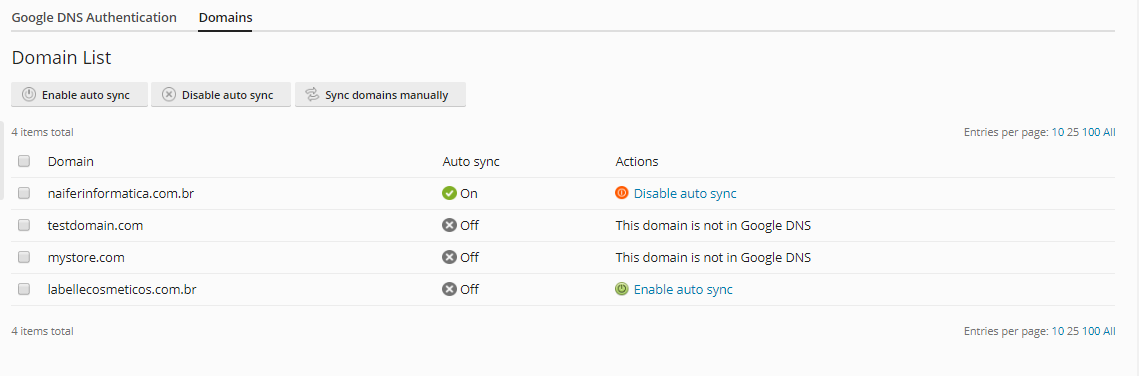 Google DNS Authentication Domains
Domain List
Enable auto sync Disable auto sync Sync domains manually
4 items total Entries per page: 10 25 100 All
Domain Auto sync Actions
naiferinformatica.com.br On Disable auto sync
testdomain.com Off This domain is not in Google DNS
mystore.com Off This domain is not in Google DNS
labellecosmeticos.com.br Off Enable auto sync
4 items total Entries per page: 10 25 100 All